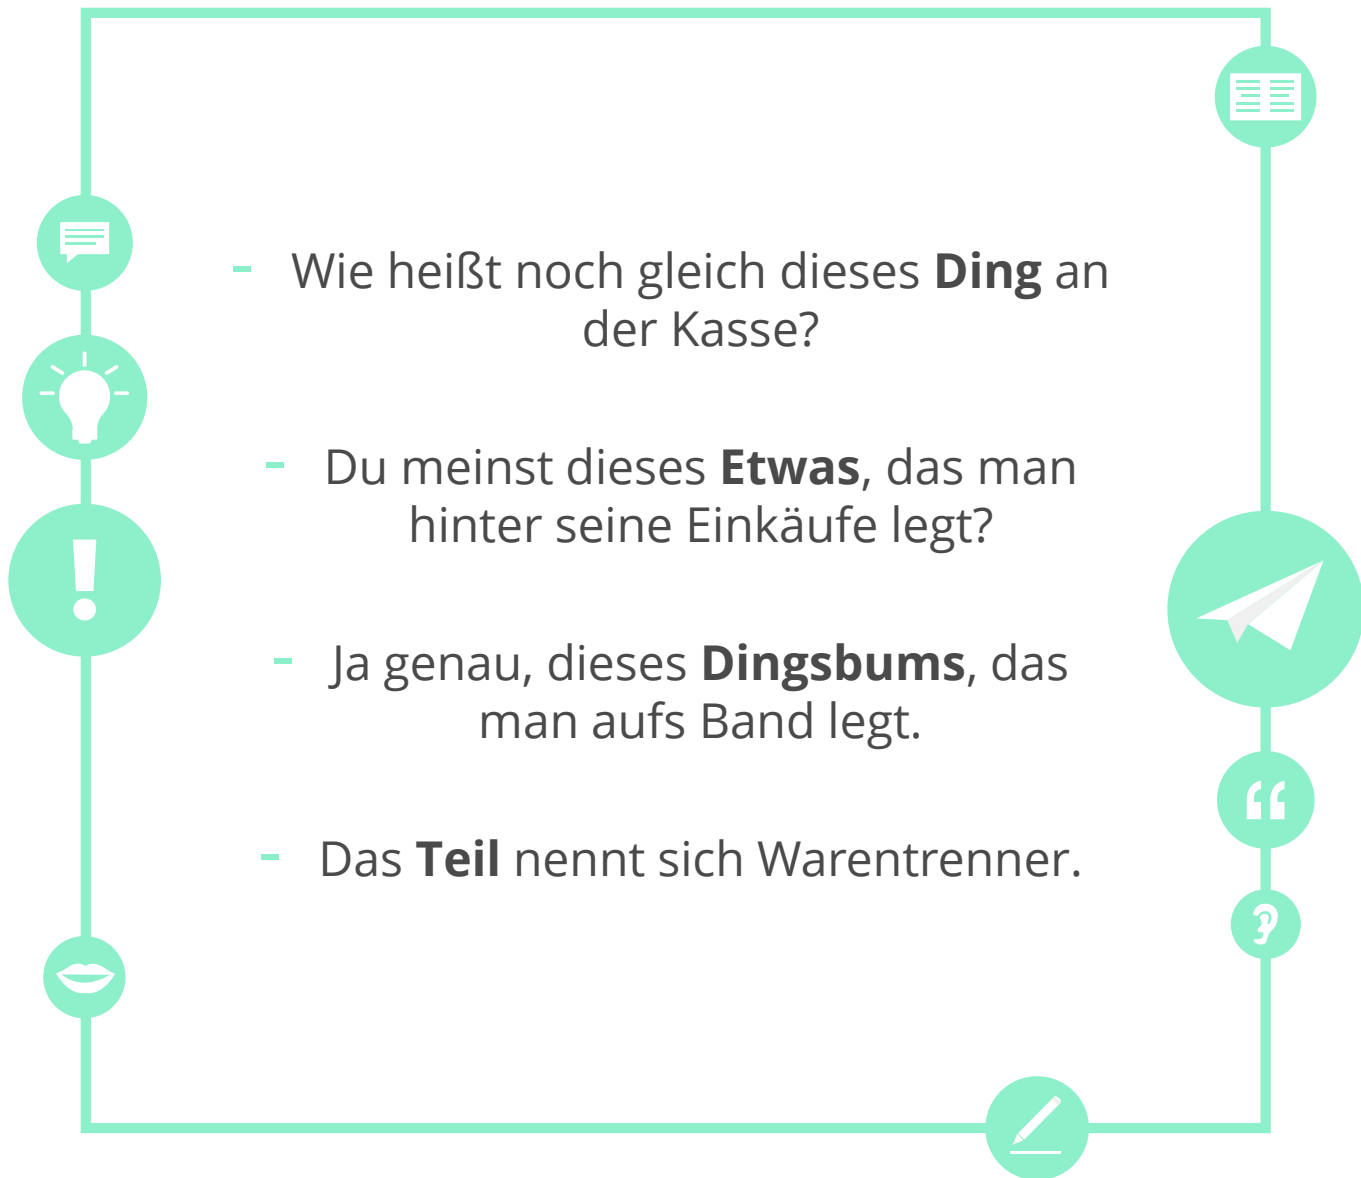 - Wie heißt noch gleich dieses Ding an
der Kasse?
- Du meinst dieses Etwas, das man
hinter seine Einkäufe legt?
- Ja genau, dieses Dingsbums, das
man aufs Band legt.
- Das Teil nennt sich Warentrenner.